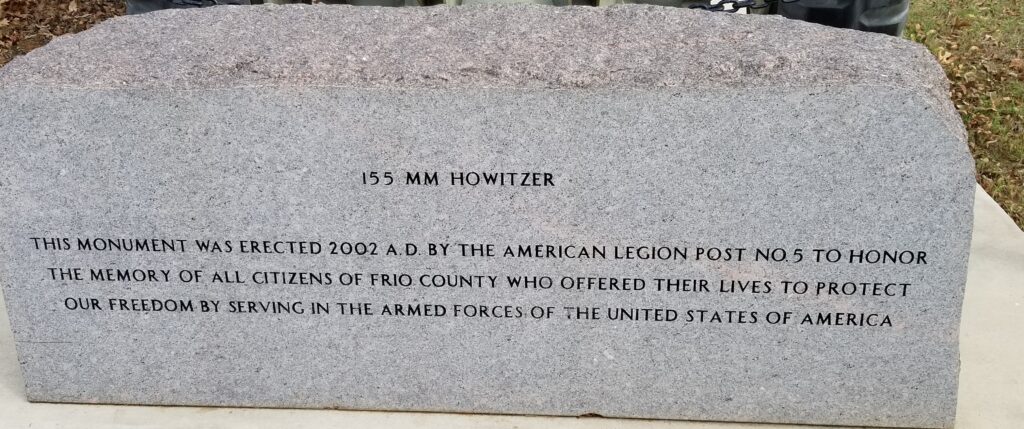 155 MM HOWITZER
THIS MONUMENT WAS ERECTED 2002 A.D. BY THE AMERICAN LEGION POST NO. 5 TO HONOR
THE MEMORY OF ALL CITIZENS OF FRIO COUNTY WHO OFFERED THEIR LIVES TO PROTECT
OUR FREEDOM BY SERVING IN THE ARMED FORCES OF THE UNITED STATES OF AMERICA